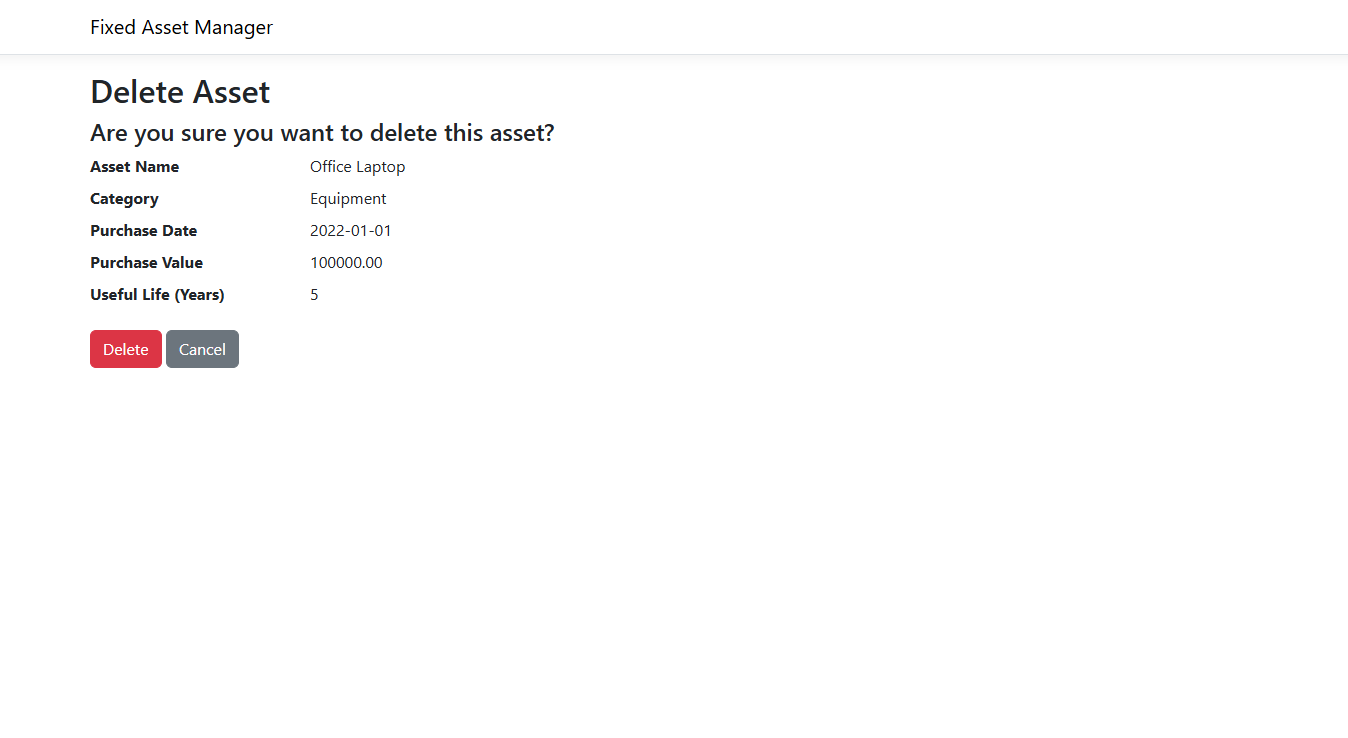 Fixed Asset Manager
Delete Asset
Are you sure you want to delete this asset?
Asset Name Office Laptop
Category Equipment
Purchase Date 2022-01-01
Purchase Value 100000.00
Useful Life (Years) 5
Delete Cancel